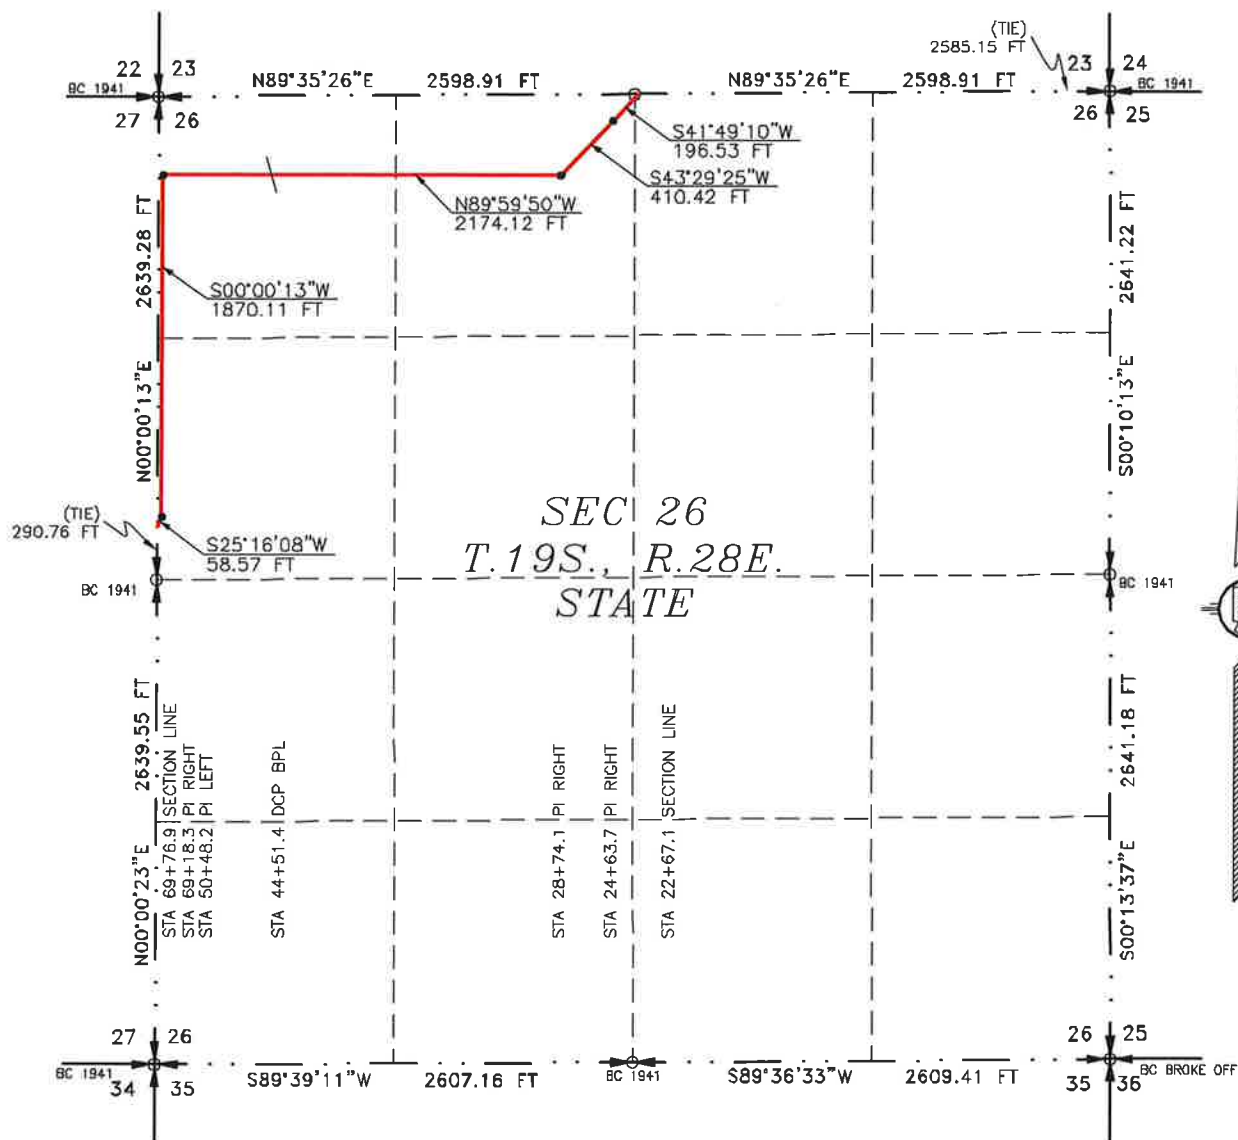 (TIE)
2585.15 FT
22 23
N89°35'26"E 2598.91 FT
N89°35'26"E 2598.91 FT
23 24
BC 1941
BC 1941
27 26
26 25
S41°49'10"W
196.53 FT
S43°29'25"W
410.42 FT
N89°59'50"W
2174.12 FT
2639.28 FT
2641.22 FT
S00°00'13"W
1870.11 FT
N00°00'13"E
S00°10'13"E
(TIE)
290.76 FT
S25°16'08"W
58.57 FT
SEC 26
T.19S., R.28E.
STATE
BC 1941
BC 1941
2639.55 FT
N00°00'23"E
STA 69+76.9 SECTION LINE
STA 69+18.3 PI RIGHT
STA 50+48.2 PI LEFT
STA 44+51.4 DCP BPL
STA 28+74.1 PI RIGHT
STA 24+63.7 PI RIGHT
STA 22+67.1 SECTION LINE
2641.18 FT
S00°13'37"E
27 26
26 25
BC 1941
S89°39'11"W 2607.16 FT
BC 1941
S89°36'33"W 2609.41 FT
BC BROKE OFF
34 35
35 36